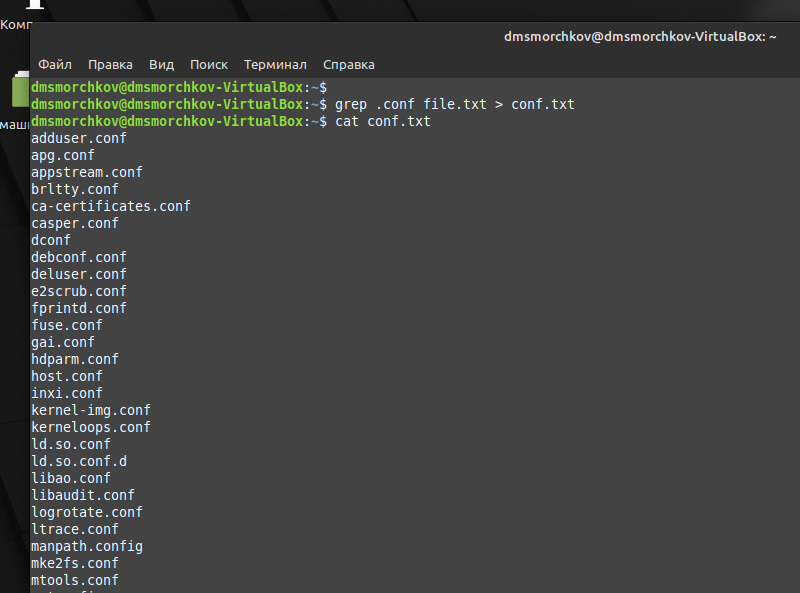 Комп
маши
dmsmorchkov@dmsmorchkov-VirtualBox: ~
Файл Правка Вид Поиск Терминал Справка
dmsmorchkov@dmsmorchkov-VirtualBox:~$
dmsmorchkov@dmsmorchkov-VirtualBox:~$ grep .conf file.txt > conf.txt
dmsmorchkov@dmsmorchkov-VirtualBox:~$ cat conf.txt
adduser.conf
apg.conf
appstream.conf
brltty.conf
ca-certificates.conf
casper.conf
dconf
debconf.conf
deluser.conf
e2scrub.conf
fprintd.conf
fuse.conf
gai.conf
hdparm.conf
host.conf
inxi.conf
kernel-img.conf
kerneloops.conf
ld.so.conf
ld.so.conf.d
libao.conf
libaudit.conf
logrotate.conf
ltrace.conf
manpath.config
mke2fs.conf
mtools.conf